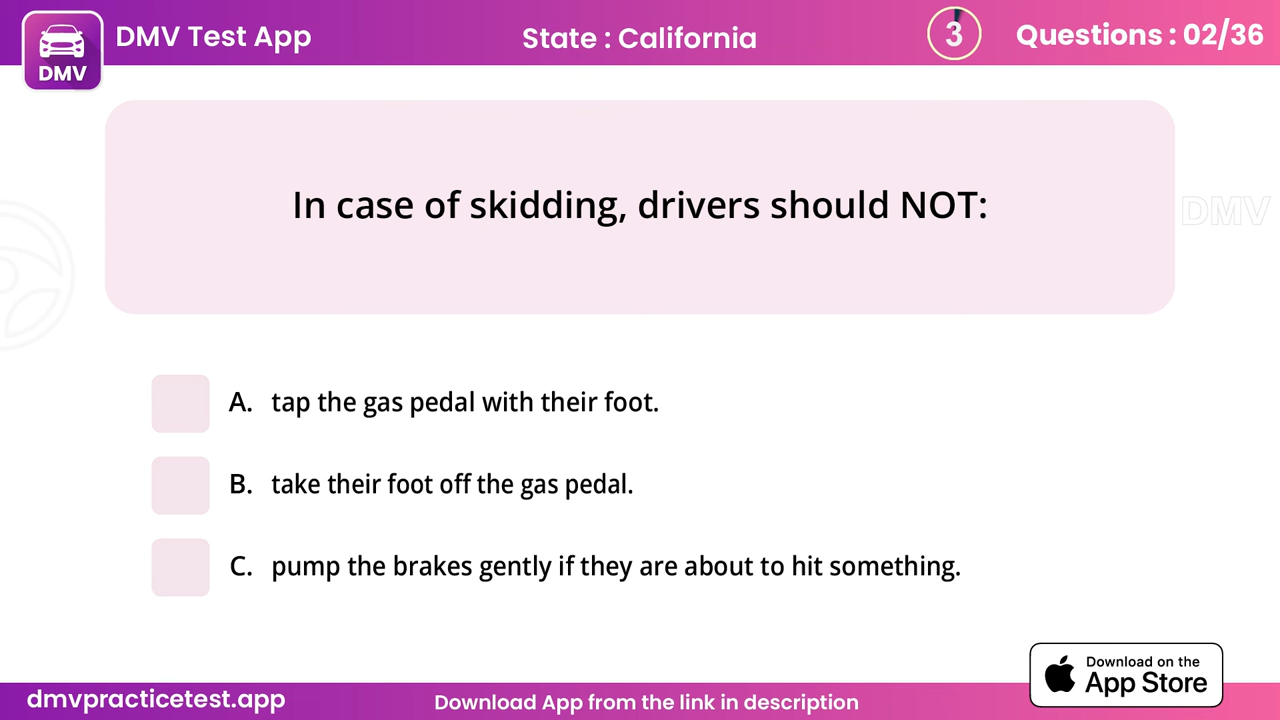 DMV Test App
State : California
3
Questions : 02/36
DMV
In case of skidding, drivers should NOT:
DMV
A. tap the gas pedal with their foot.
B. take their foot off the gas pedal.
C. pump the brakes gently if they are about to hit something.
Download on the
App Store
dmvpracticetest.app
Download App from the link in description